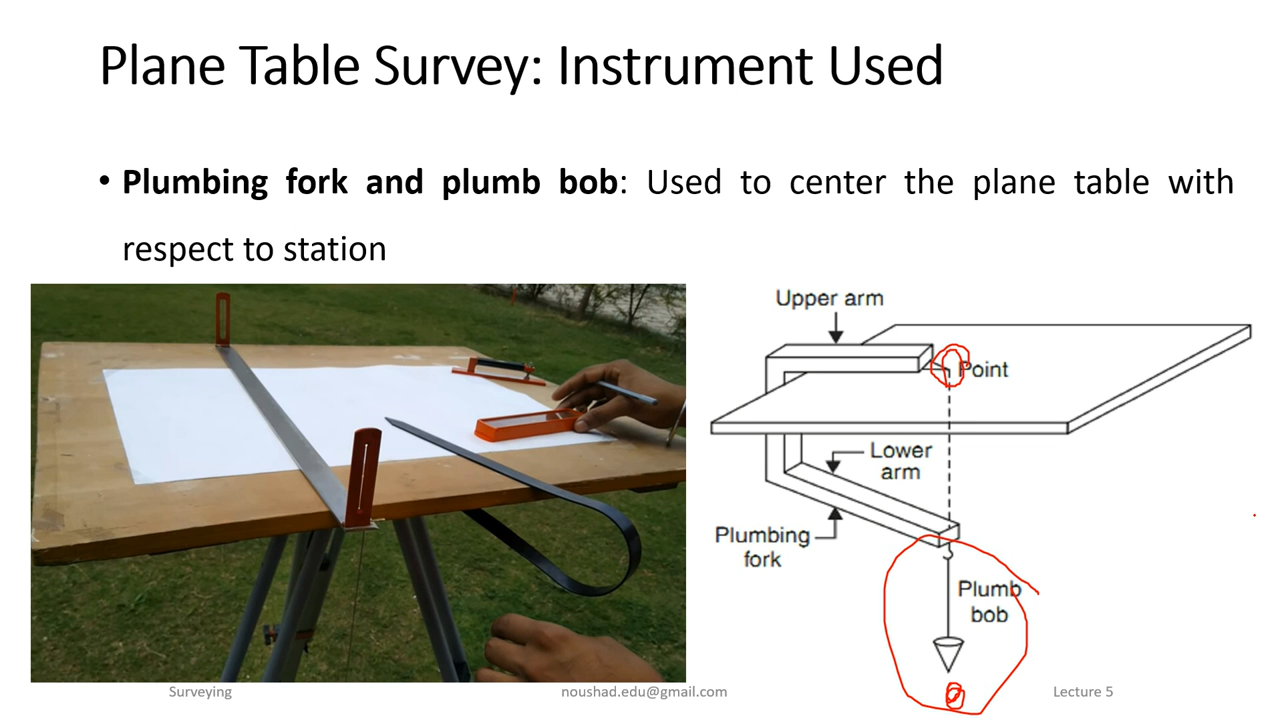 Plane Table Survey: Instrument Used
• Plumbing fork and plumb bob: Used to center the plane table with
respect to station
Upper arm
Point
Lower
arm
Plumbing
fork
Plumb
bob
Surveying
noushad.edu@gmail.com
Lecture 5